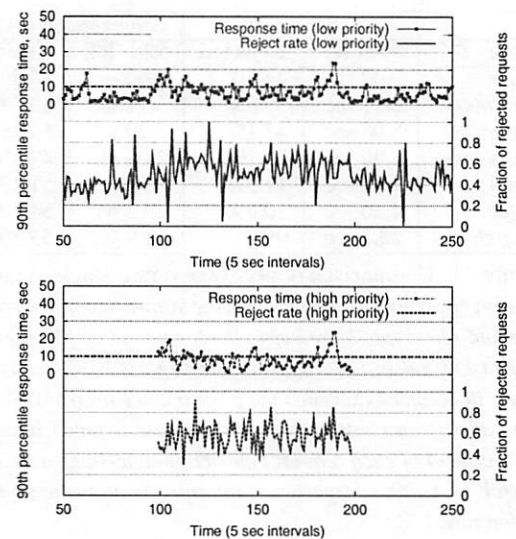 50
40
30
20
10
0
90th percentile response time, sec
Response time (low priority)
Reject rate (low priority)
1
0.8
0.6
0.4
0.2
0
Fraction of rejected requests
50 100 150 200 250
Time (5 sec intervals)
50
40
30
20
10
0
90th percentile response time, sec
Response time (high priority)
Reject rate (high priority)
1
0.8
0.6
0.4
0.2
0
Fraction of rejected requests
50 100 150 200 250
Time (5 sec intervals)